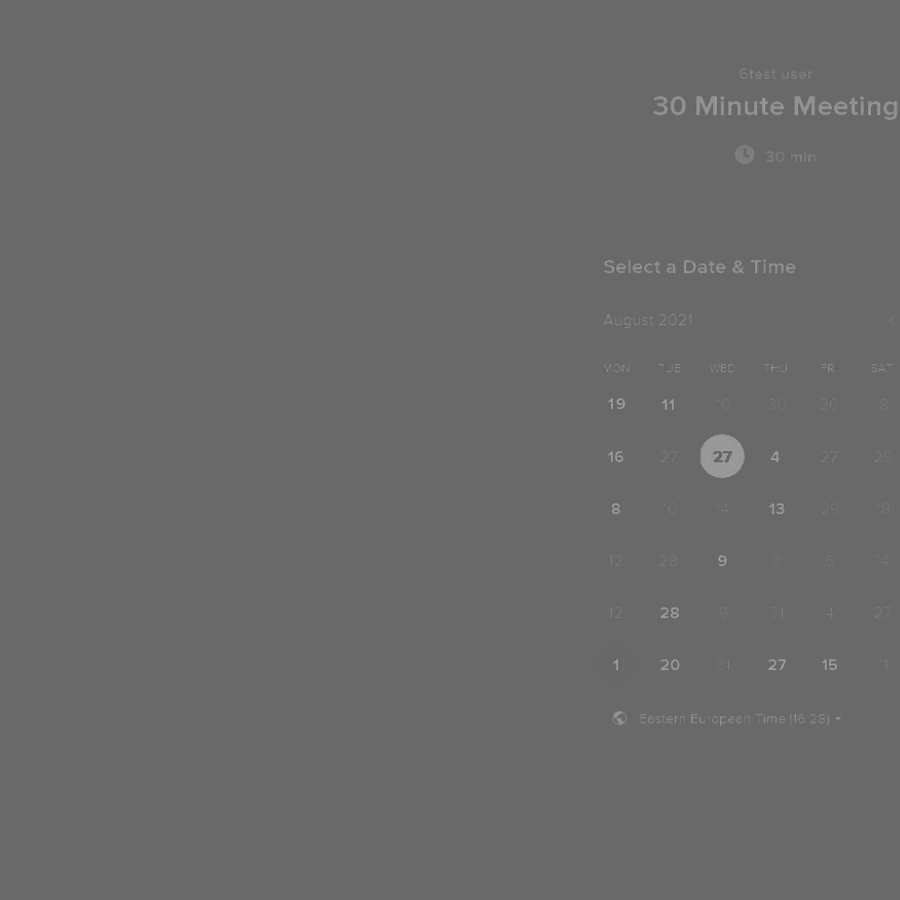 6test user
30 Minute Meeting
30 min
Select a Date & Time
August 2021
MON TUE WED THU FRI SAT
19 11 10 30 20 8
16 27 27 4 27 29
8 10 14 13 29 18
12 28 9 3 6 14
12 28 9 31 4 27
1 20 31 27 15 11
Eastern European Time (16:28)